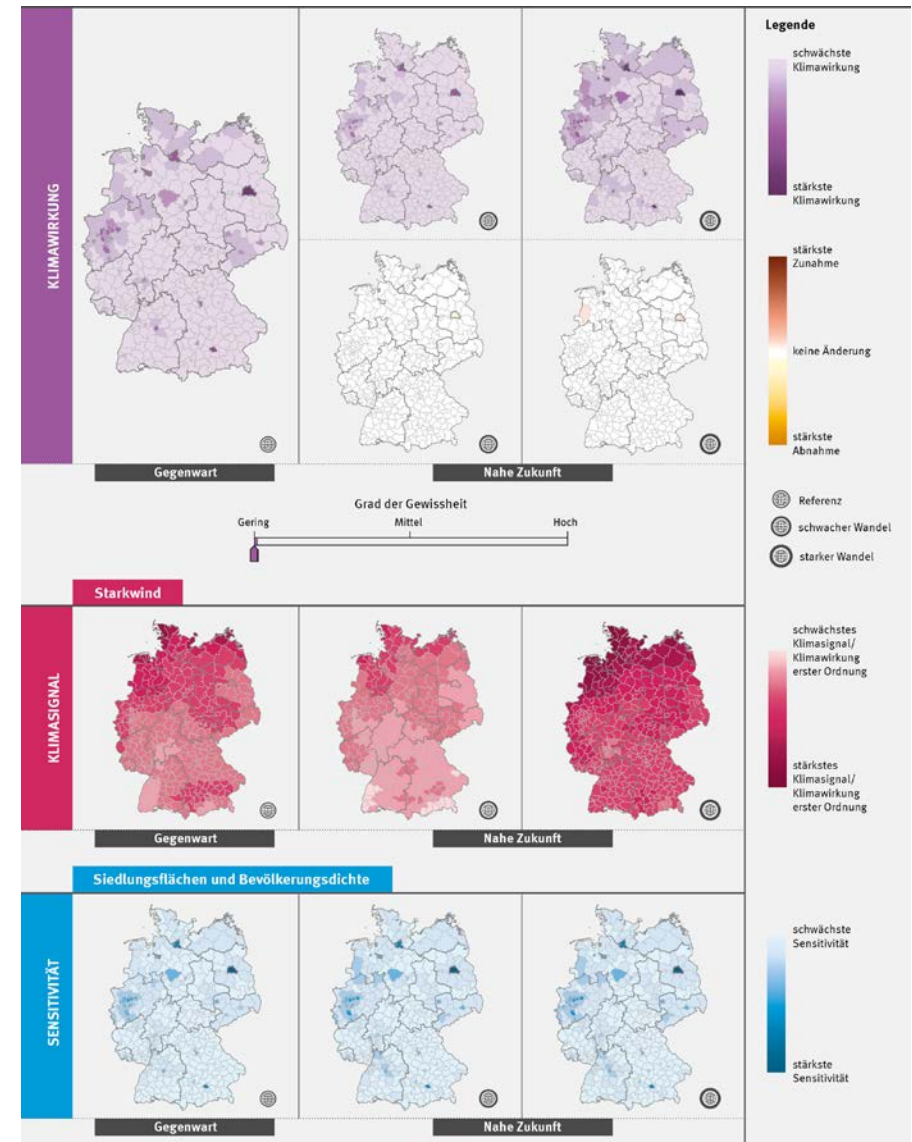 Legende
schwächste
Klimawirkung
stärkste
Klimawirkung
KLIMAWIRKUNG
stärkste
Zunahme
keine Änderung
stärkste
Abnahme
Gegenwart
Nahe Zukunft
Grad der Gewissheit
Gering
Mittel
Hoch
Referenz
schwacher Wandel
starker Wandel
Starkwind
KLIMASIGNAL
schwächstes
Klimasignal/
Klimawirkung
erster Ordnung
stärkstes
Klimasignal/
Klimawirkung
erster Ordnung
Gegenwart
Nahe Zukunft
Siedlungsflächen und Bevölkerungsdichte
SENSITIVITÄT
schwächste
Sensitivität
stärkste
Sensitivität
Gegenwart
Nahe Zukunft